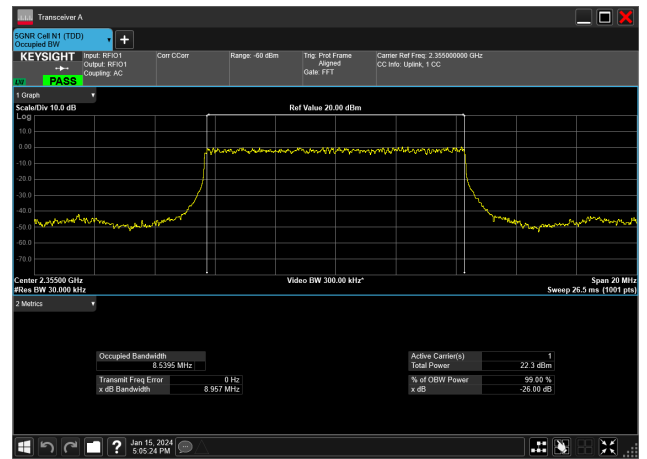 Transceiver A
5GNR Cell N1 (TDD)
Occupied BW
KEYSIGHT
Input: RFIO1
Output: RFIO1
Coupling: AC
Corr CCorr
Range: -60 dBm
Trig: Prot Frame
Aligned
Gate: FFT
Carrier Ref Freq: 2.355000000 GHz
CC Info: Uplink, 1 CC
PASS
1 Graph
Scale/Div 10.0 dB
Ref Value 20.00 dBm
Log
10.0
0.00
-10.0
-20.0
-30.0
-40.0
-50.0
-60.0
-70.0
Center 2.35500 GHz
Video BW 300.00 kHz*
Span 20 MHz
#Res BW 30.000 kHz
Sweep 26.5 ms (1001 pts)
2 Metrics
Occupied Bandwidth
8.5395 MHz
Active Carrier(s) 1
Total Power 22.3 dBm
Transmit Freq Error 0 Hz
x dB Bandwidth 8.957 MHz
% of OBW Power 99.00 %
x dB -26.00 dB
Jan 15, 2024
5:05:24 PM